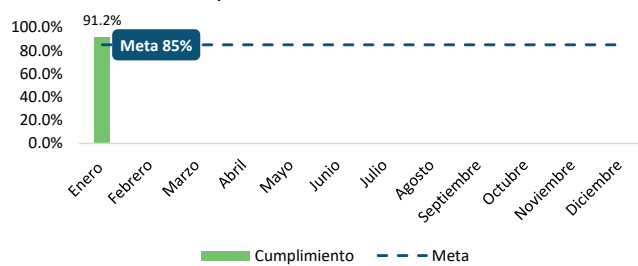 91.2%
100.0%
80.0%
60.0%
40.0%
20.0%
0.0%
Meta 85%
Enero
Febrero
Marzo
Abril
Mayo
Junio
Julio
Agosto
Septiembre
Octubre
Noviembre
Diciembre
Cumplimiento
Meta